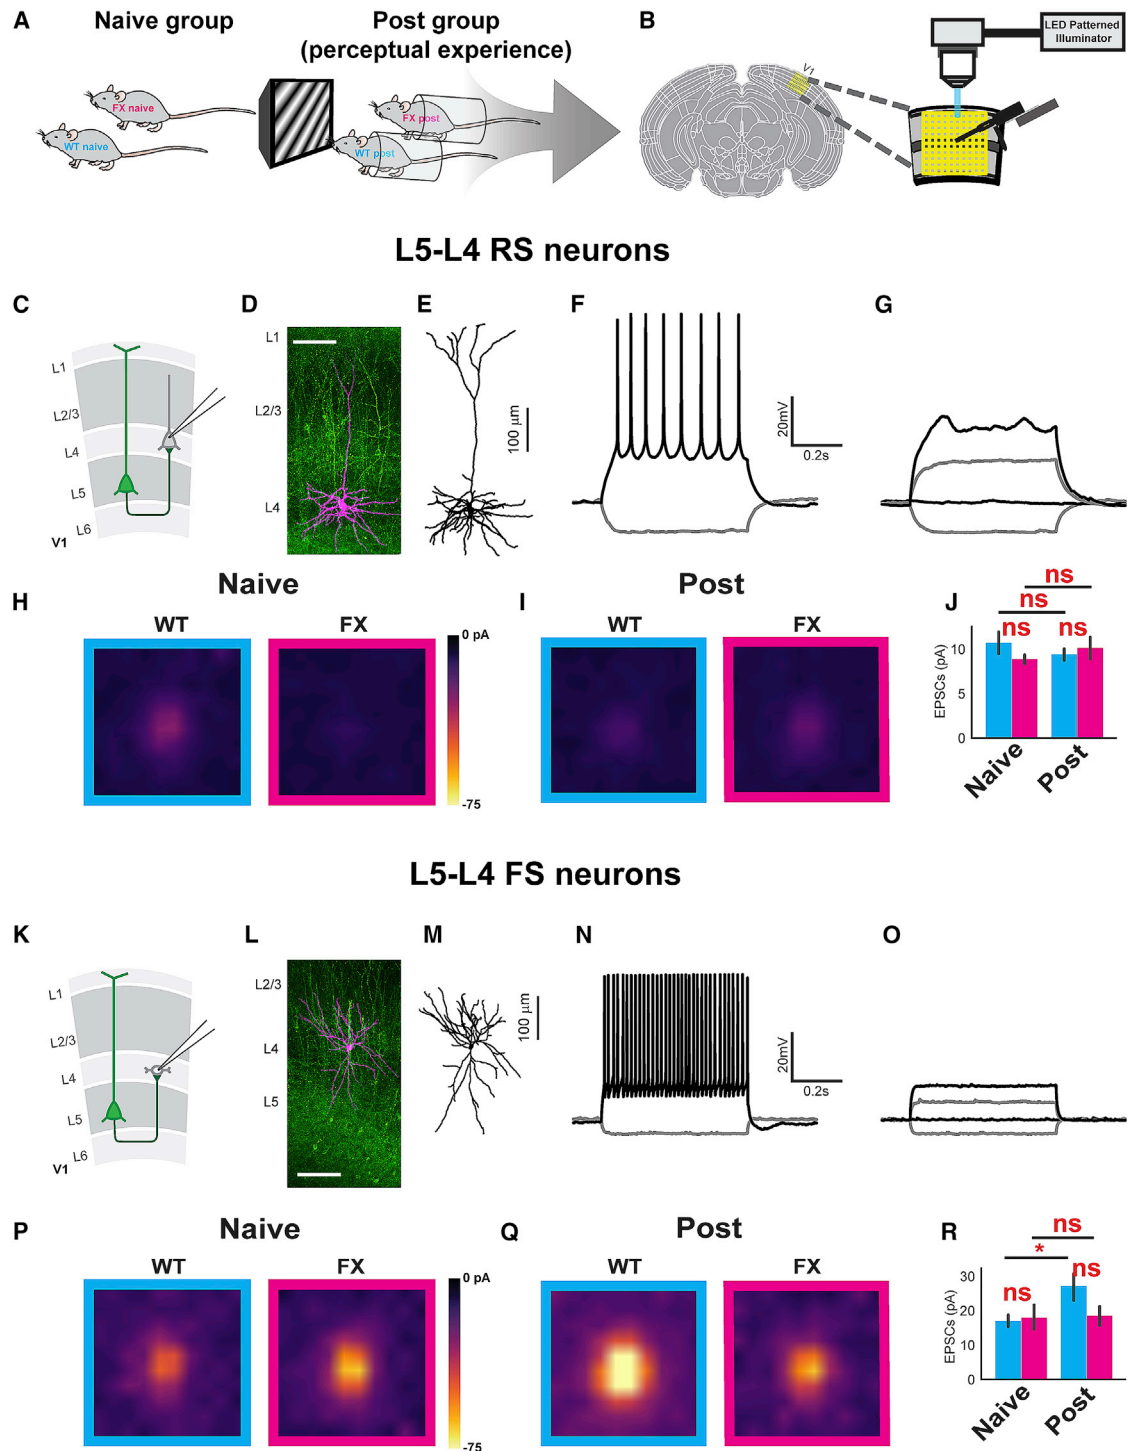 A
Naive group
Post group
(perceptual experience)
FX naive
WT naive
FX post
WT post
B
V1
LED Patterned
Illuminator
L5-L4 RS neurons
C
L1
L2/3
L4
L5
L6
V1
D
L1
L2/3
L4
E
100 μm
F
20mV
0.2s
G
Naive
H
WT
FX
0 pA
-75
Post
I
WT
FX
J
ns
ns
ns
ns
EPSCs (pA)
10
5
0
Naive
Post
L5-L4 FS neurons
K
L1
L2/3
L4
L5
L6
V1
L
L2/3
L4
L5
M
100 μm
N
20mV
0.2s
O
Naive
P
WT
FX
0 pA
-75
Post
Q
WT
FX
R
ns
*
ns
ns
EPSCs (pA)
30
20
10
0
Naive
Post